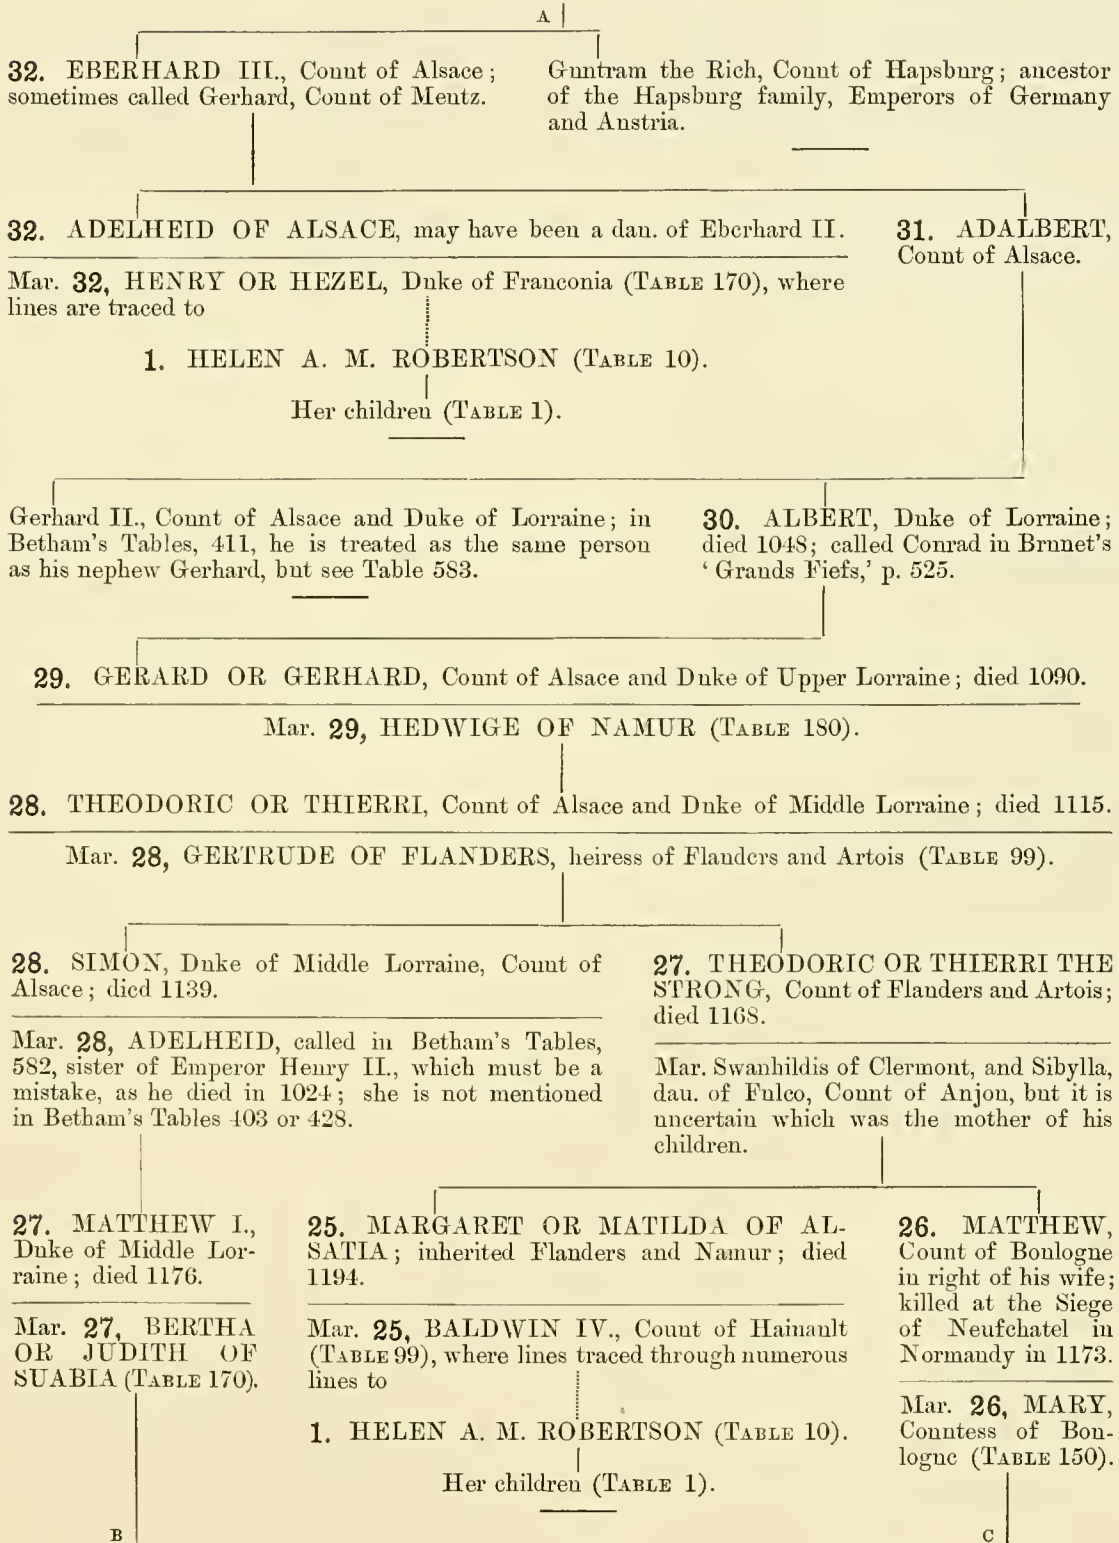 A
32. EBERHARD III., Count of Alsace;
sometimes called Gerhard, Count of Mentz.
Guntram the Rich, Count of Hapsburg; ancestor
of the Hapsburg family, Emperors of Germany
and Austria.
32. ADELHEID OF ALSACE, may have been a dau. of Eberhard II.
Mar. 32, HENRY OR HEZEL, Duke of Franconia (TABLE 170), where
lines are traced to
1. HELEN A. M. ROBERTSON (TABLE 10).
Her children (TABLE 1).
31. ADALBERT,
Count of Alsace.
Gerhard II., Count of Alsace and Duke of Lorraine; in
Betham's Tables, 411, he is treated as the same person
as his nephew Gerhard, but see Table 583.
30. ALBERT, Duke of Lorraine;
died 1048; called Conrad in Brunet's
‘Grands Fiefs,’ p. 525.
29. GERARD OR GERHARD, Count of Alsace and Duke of Upper Lorraine; died 1090.
Mar. 29, HEDWIGE OF NAMUR (TABLE 180).
28. THEODORIC OR THIERRI, Count of Alsace and Duke of Middle Lorraine; died 1115.
Mar. 28, GERTRUDE OF FLANDERS, heiress of Flanders and Artois (TABLE 99).
28. SIMON, Duke of Middle Lorraine, Count of
Alsace; died 1139.
Mar. 28, ADELHEID, called in Betham's Tables,
582, sister of Emperor Henry II., which must be a
mistake, as he died in 1024; she is not mentioned
in Betham's Tables 403 or 428.
27. THEODORIC OR THIERRI THE
STRONG, Count of Flanders and Artois;
died 1168.
Mar. Swanhildis of Clermont, and Sibylla,
dau. of Fulco, Count of Anjou, but it is
uncertain which was the mother of his
children.
27. MATTHEW I.,
Duke of Middle Lor-
raine; died 1176.
Mar. 27, BERTHA
OR JUDITH OF
SUABIA (TABLE 170).
25. MARGARET OR MATILDA OF AL-
SATIA; inherited Flanders and Namur; died
1194.
Mar. 25, BALDWIN IV., Count of Hainault
(TABLE 99), where lines traced through numerous
lines to
1. HELEN A. M. ROBERTSON (TABLE 10).
Her children (TABLE 1).
26. MATTHEW,
Count of Boulogne
in right of his wife;
killed at the Siege
of Neufchatel in
Normandy in 1173.
Mar. 26, MARY,
Countess of Bou-
logne (TABLE 150).
B
C